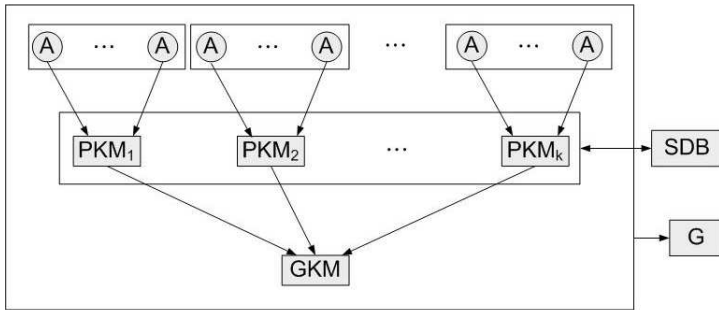 A ... A A ... A ... A ... A
PKM₁ PKM₂ ... PKMₖ SDB
G
GKM